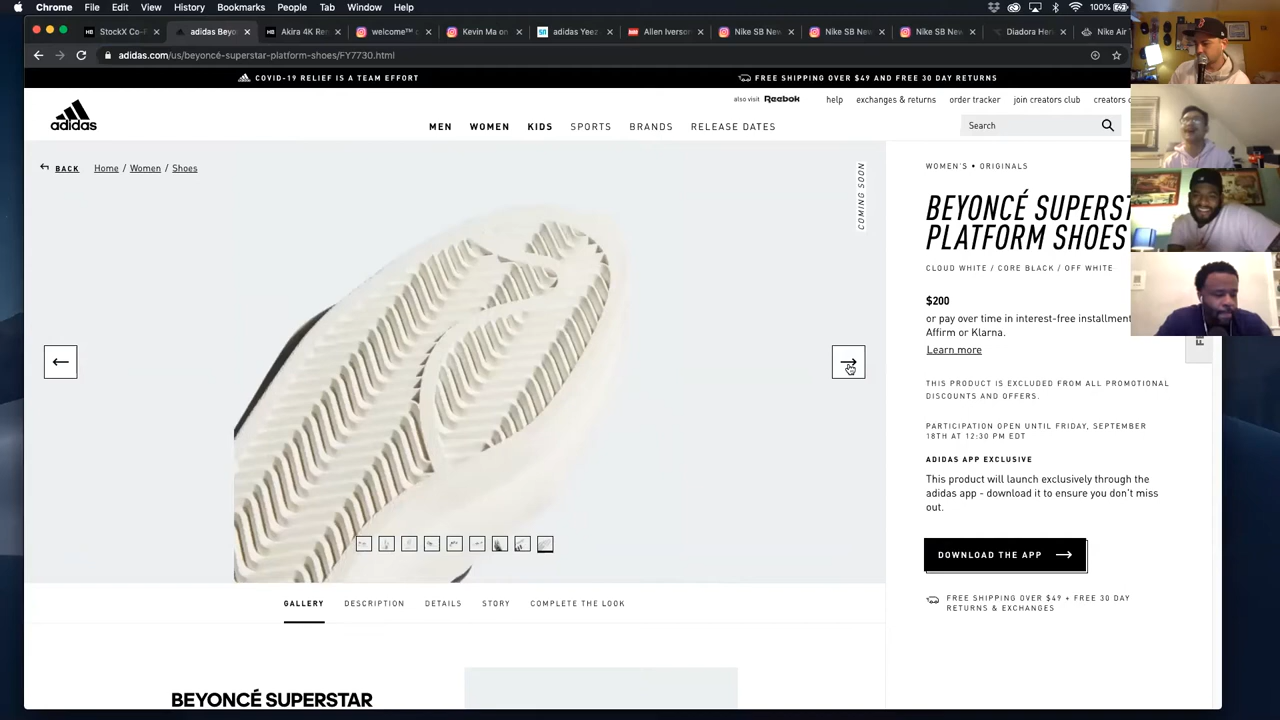 Chrome File Edit View History Bookmarks People Tab Window Help 100%
StockX Co-F
adidas Beyo
Akira 4K Re
welcome™
Kevin Ma on
adidas Yeez
Allen Iverson
Nike SB New
Nike SB New
Nike SB New
Diadora Her
Nike Air
adidas.com/us/beyonce-superstar-platform-shoes/FY7730.html
COVID-19 RELIEF IS A TEAM EFFORT
FREE SHIPPING OVER $49 AND FREE 30 DAY RETURNS
also visit Reebok help exchanges & returns order tracker join creators club creators c
adidas
MEN WOMEN KIDS SPORTS BRANDS RELEASE DATES
Search
BACK Home / Women / Shoes
COMING SOON
WOMEN'S • ORIGINALS
BEYONCÉ SUPERST
PLATFORM SHOES
CLOUD WHITE / CORE BLACK / OFF WHITE
$200
or pay over time in interest-free installment
Affirm or Klarna.
Learn more
THIS PRODUCT IS EXCLUDED FROM ALL PROMOTIONAL
DISCOUNTS AND OFFERS.
PARTICIPATION OPEN UNTIL FRIDAY, SEPTEMBER
18TH AT 12:30 PM EDT
ADIDAS APP EXCLUSIVE
This product will launch exclusively through the
adidas app - download it to ensure you don't miss
out.
DOWNLOAD THE APP
FREE SHIPPING OVER $49 + FREE 30 DAY
RETURNS & EXCHANGES
GALLERY DESCRIPTION DETAILS STORY COMPLETE THE LOOK
BEYONCÉ SUPERSTAR